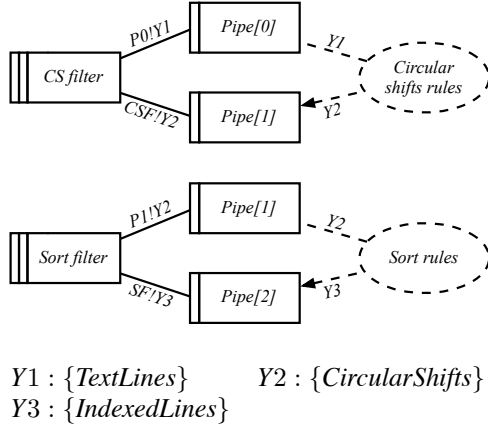 P0!Y1
Pipe[0]
Y1
CS filter
Circular
shifts rules
CSF!Y2
Pipe[1]
Y2
P1!Y2
Pipe[1]
Y2
Sort filter
Sort rules
SF!Y3
Pipe[2]
Y3
Y1 : {TextLines} Y2 : {CircularShifts}
Y3 : {IndexedLines}